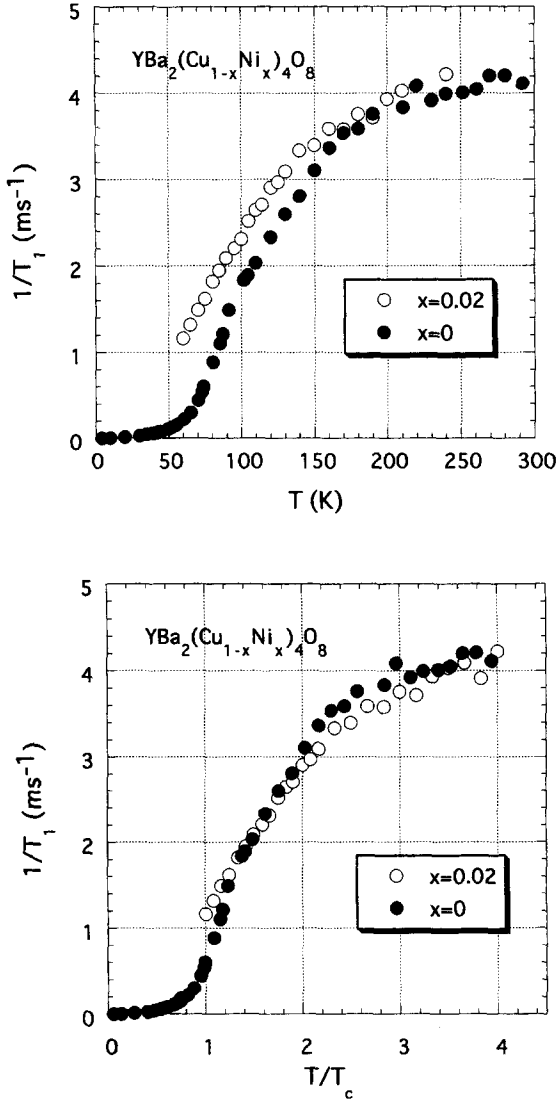 5
YBa2(Cu1-xNix)4O8
4
3
1/T1 (ms-1)
2
x=0.02
x=0
1
0
0 50 100 150 200 250 300
T (K)
5
YBa2(Cu1-xNix)4O8
4
3
1/T1 (ms-1)
2
x=0.02
x=0
1
0
0 1 2 3 4
T/Tc